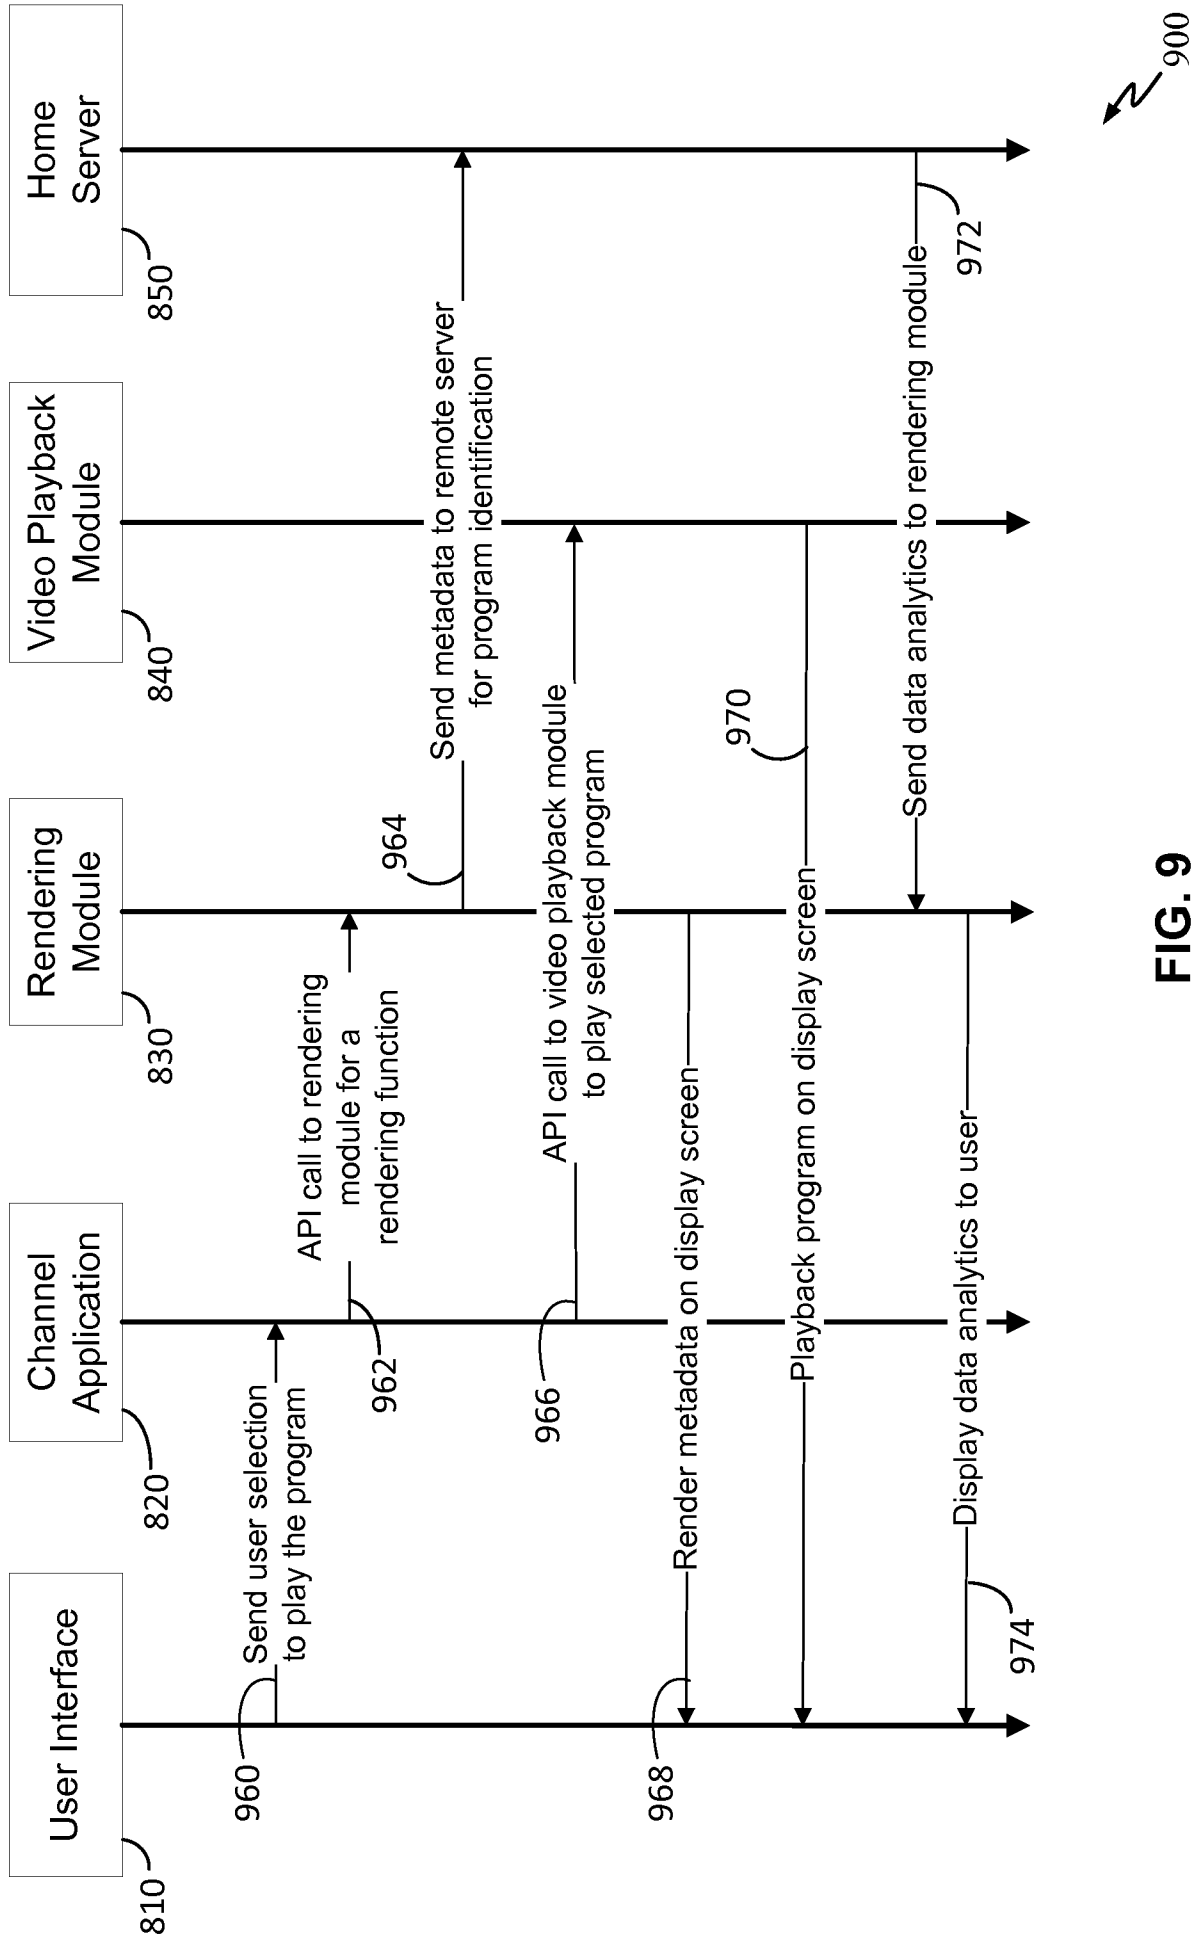 User Interface
810
Channel
Application
820
Rendering
Module
830
Video Playback
Module
840
Home
Server
850
960
Send user selection
to play the program
962
API call to rendering
module for a
rendering function
964
Send metadata to remote server
for program identification
966
API call to video playback module
to play selected program
968
Render metadata on display screen
970
Playback program on display screen
Send data analytics to rendering module
972
Display data analytics to user
974
900
FIG. 9